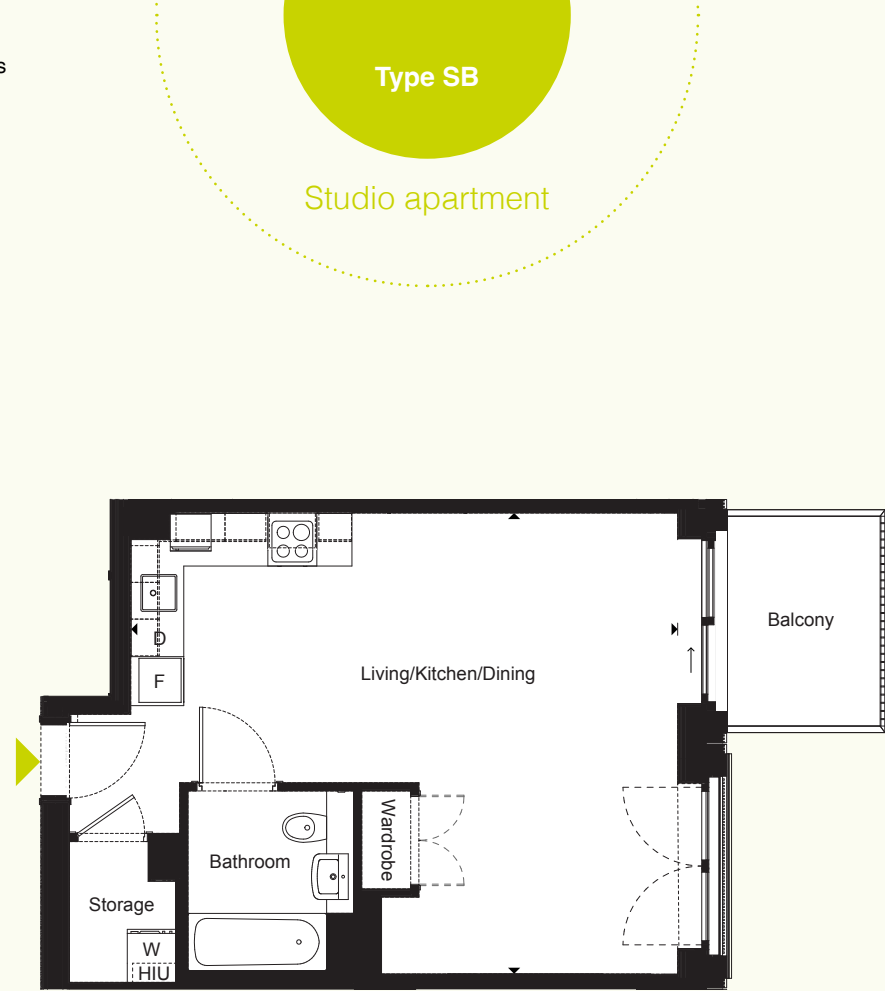 s
Type SB
Studio apartment
Balcony
D
Living/Kitchen/Dining
F
Wardrobe
Bathroom
Storage
W
HIU